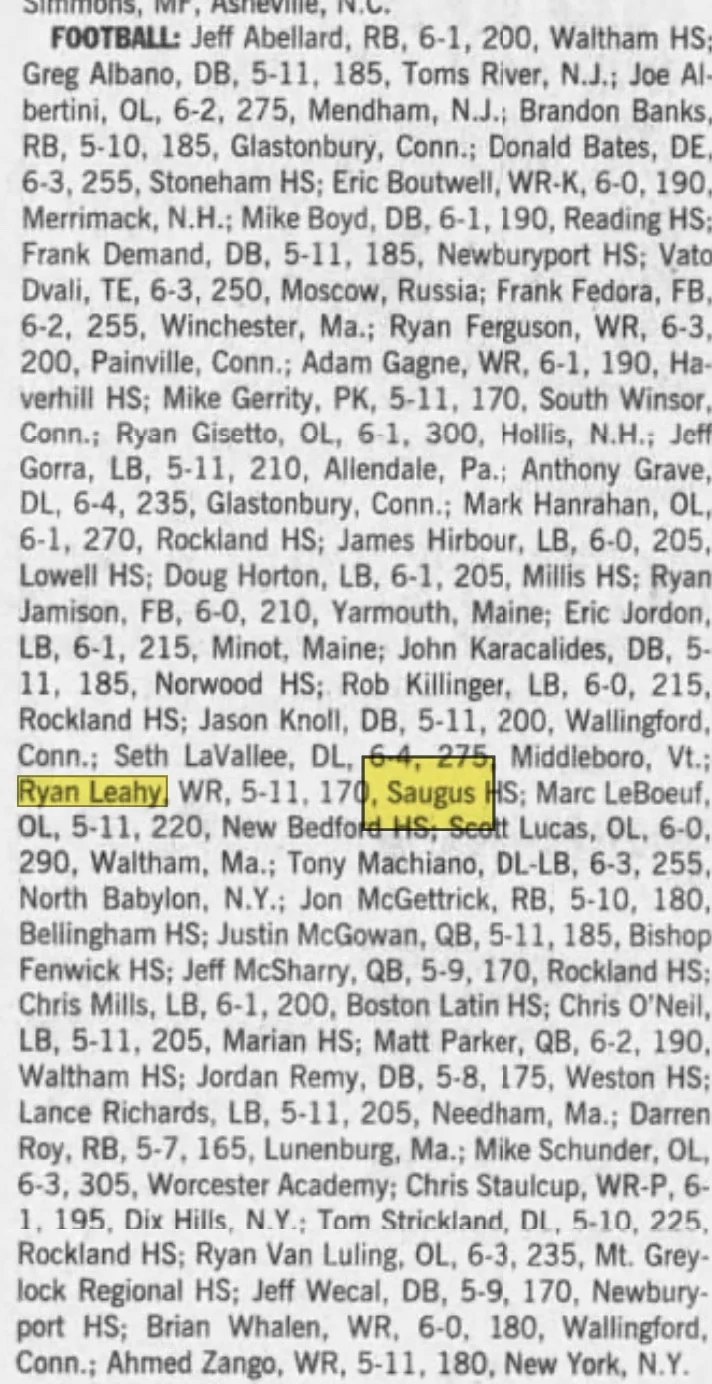 Simmons, MF, Asheville, N.C.
FOOTBALL: Jeff Abellard, RB, 6-1, 200, Waltham HS;
Greg Albano, DB, 5-11, 185, Toms River, N.J.; Joe Al-
bertini, OL, 6-2, 275, Mendham, N.J.; Brandon Banks,
RB, 5-10, 185, Glastonbury, Conn.; Donald Bates, DE,
6-3, 255, Stoneham HS; Eric Boutwell, WR-K, 6-0, 190,
Merrimack, N.H.; Mike Boyd, DB, 6-1, 190, Reading HS;
Frank Demand, DB, 5-11, 185, Newburyport HS; Vato
Dvali, TE, 6-3, 250, Moscow, Russia; Frank Fedora, FB,
6-2, 255, Winchester, Ma.; Ryan Ferguson, WR, 6-3,
200, Painville, Conn.; Adam Gagne, WR, 6-1, 190, Ha-
verhill HS; Mike Gerrity, PK, 5-11, 170, South Winsor,
Conn.; Ryan Gisetto, OL, 6-1, 300, Hollis, N.H.; Jeff
Gorra, LB, 5-11, 210, Allendale, Pa.; Anthony Grave,
DL, 6-4, 235, Glastonbury, Conn.; Mark Hanrahan, OL,
6-1, 270, Rockland HS; James Hirbour, LB, 6-0, 205,
Lowell HS; Doug Horton, LB, 6-1, 205, Millis HS; Ryan
Jamison, FB, 6-0, 210, Yarmouth, Maine; Eric Jordon,
LB, 6-1, 215, Minot, Maine; John Karacalides, DB, 5-
11, 185, Norwood HS; Rob Killinger, LB, 6-0, 215,
Rockland HS; Jason Knoll, DB, 5-11, 200, Wallingford,
Conn.; Seth LaVallee, DL, 6-4, 275, Middleboro, Vt.;
Ryan Leahy, WR, 5-11, 170, Saugus HS; Marc LeBoeuf,
OL, 5-11, 220, New Bedford HS; Scott Lucas, OL, 6-0,
290, Waltham, Ma.; Tony Machiano, DL-LB, 6-3, 255,
North Babylon, N.Y.; Jon McGettrick, RB, 5-10, 180,
Bellingham HS; Justin McGowan, QB, 5-11, 185, Bishop
Fenwick HS; Jeff McSharry, QB, 5-9, 170, Rockland HS;
Chris Mills, LB, 6-1, 200, Boston Latin HS; Chris O'Neil,
LB, 5-11, 205, Marian HS; Matt Parker, QB, 6-2, 190,
Waltham HS; Jordan Remy, DB, 5-8, 175, Weston HS;
Lance Richards, LB, 5-11, 205, Needham, Ma.; Darren
Roy, RB, 5-7, 165, Lunenburg, Ma.; Mike Schunder, OL,
6-3, 305, Worcester Academy; Chris Staulcup, WR-P, 6-
1, 195, Dix Hills, N.Y.; Tom Strickland, DL, 5-10, 225,
Rockland HS; Ryan Van Luling, OL, 6-3, 235, Mt. Grey-
lock Regional HS; Jeff Wecal, DB, 5-9, 170, Newbury-
port HS; Brian Whalen, WR, 6-0, 180, Wallingford,
Conn.; Ahmed Zango, WR, 5-11, 180, New York, N.Y.